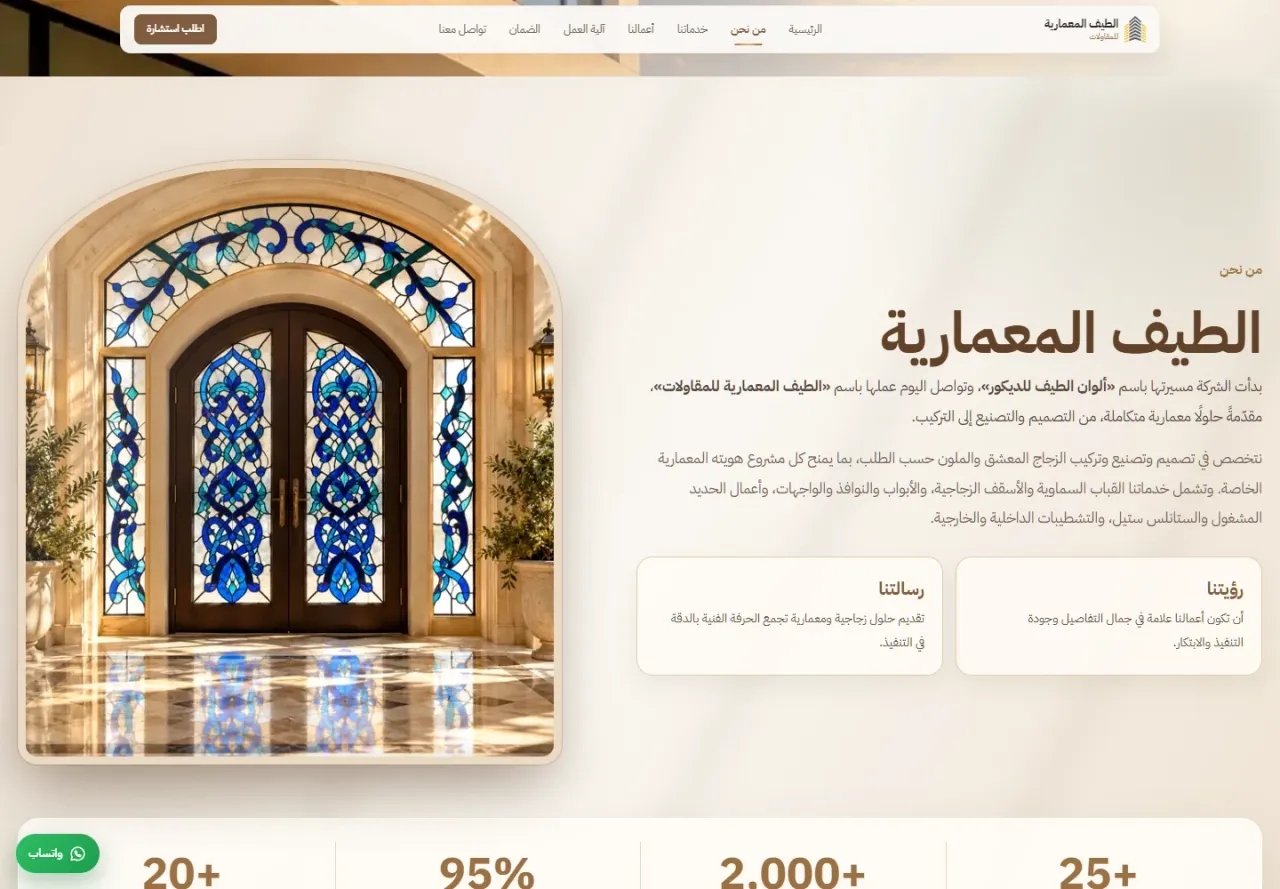 الطيف المعمارية
للمقاولات
الرئيسية
من نحن
خدماتنا
أعمالنا
آلية العمل
الضمان
تواصل معنا
اطلب استشارة
من نحن
الطيف المعمارية
بدأت الشركة مسيرتها باسم «ألوان الطيف للديكور»، وتواصل اليوم عملها باسم «الطيف المعمارية للمقاولات»،
مقدّمةً حلولًا معمارية متكاملة، من التصميم والتصنيع إلى التركيب.
نتخصص في تصميم وتصنيع وتركيب الزجاج المعشق والملون حسب الطلب، بما يمنح كل مشروع هويته المعمارية
الخاصة. وتشمل خدماتنا القباب السماوية والأسقف الزجاجية، والأبواب والنوافذ والواجهات، وأعمال الحديد
المشغول والستانلس ستيل، والتشطيبات الداخلية والخارجية.
رؤيتنا
أن تكون أعمالنا علامة في جمال التفاصيل وجودة
التنفيذ والابتكار.
رسالتنا
تقديم حلول زجاجية ومعمارية تجمع الحرفة الفنية بالدقة
في التنفيذ.
25+
2,000+
95%
20+
واتساب